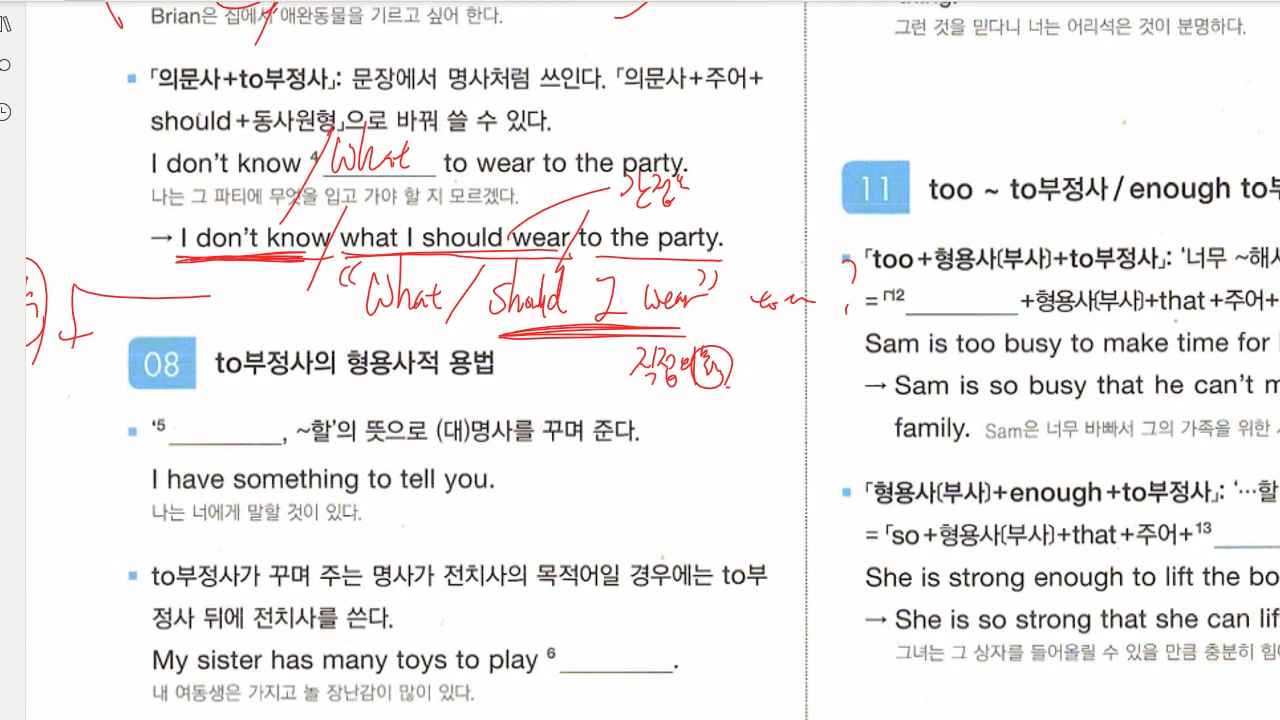 Brian은 집에서 애완동물을 기르고 싶어 한다.
「의문사+to부정사」: 문장에서 명사처럼 쓰인다. 「의문사+주어+
should+동사원형」으로 바꿔 쓸 수 있다.
I don't know ⁴ What to wear to the party.
나는 그 파티에 무엇을 입고 가야 할 지 모르겠다.
→ I don't know what I should wear to the party.
"What / should I wear" ?
08 to부정사의 형용사적 용법
'⁵________, ~할'의 뜻으로 (대)명사를 꾸며 준다.
I have something to tell you.
나는 너에게 말할 것이 있다.
to부정사가 꾸며 주는 명사가 전치사의 목적어일 경우에는 to부
정사 뒤에 전치사를 쓴다.
My sister has many toys to play ⁶ ________.
내 여동생은 가지고 놀 장난감이 많이 있다.
그런 것을 믿다니 너는 어리석은 것이 분명하다.
11 too ~ to부정사 / enough to부
「too+형용사(부사)+to부정사」: '너무 ~해서
=「¹²________+형용사(부사)+that+주어+
Sam is too busy to make time for
→ Sam is so busy that he can't m
family. Sam은 너무 바빠서 그의 가족을 위한
「형용사(부사)+enough+to부정사」: '…할
=「so+형용사(부사)+that+주어+¹³
She is strong enough to lift the bo
→ She is so strong that she can lif
그녀는 그 상자를 들어올릴 수 있을 만큼 충분히 힘이